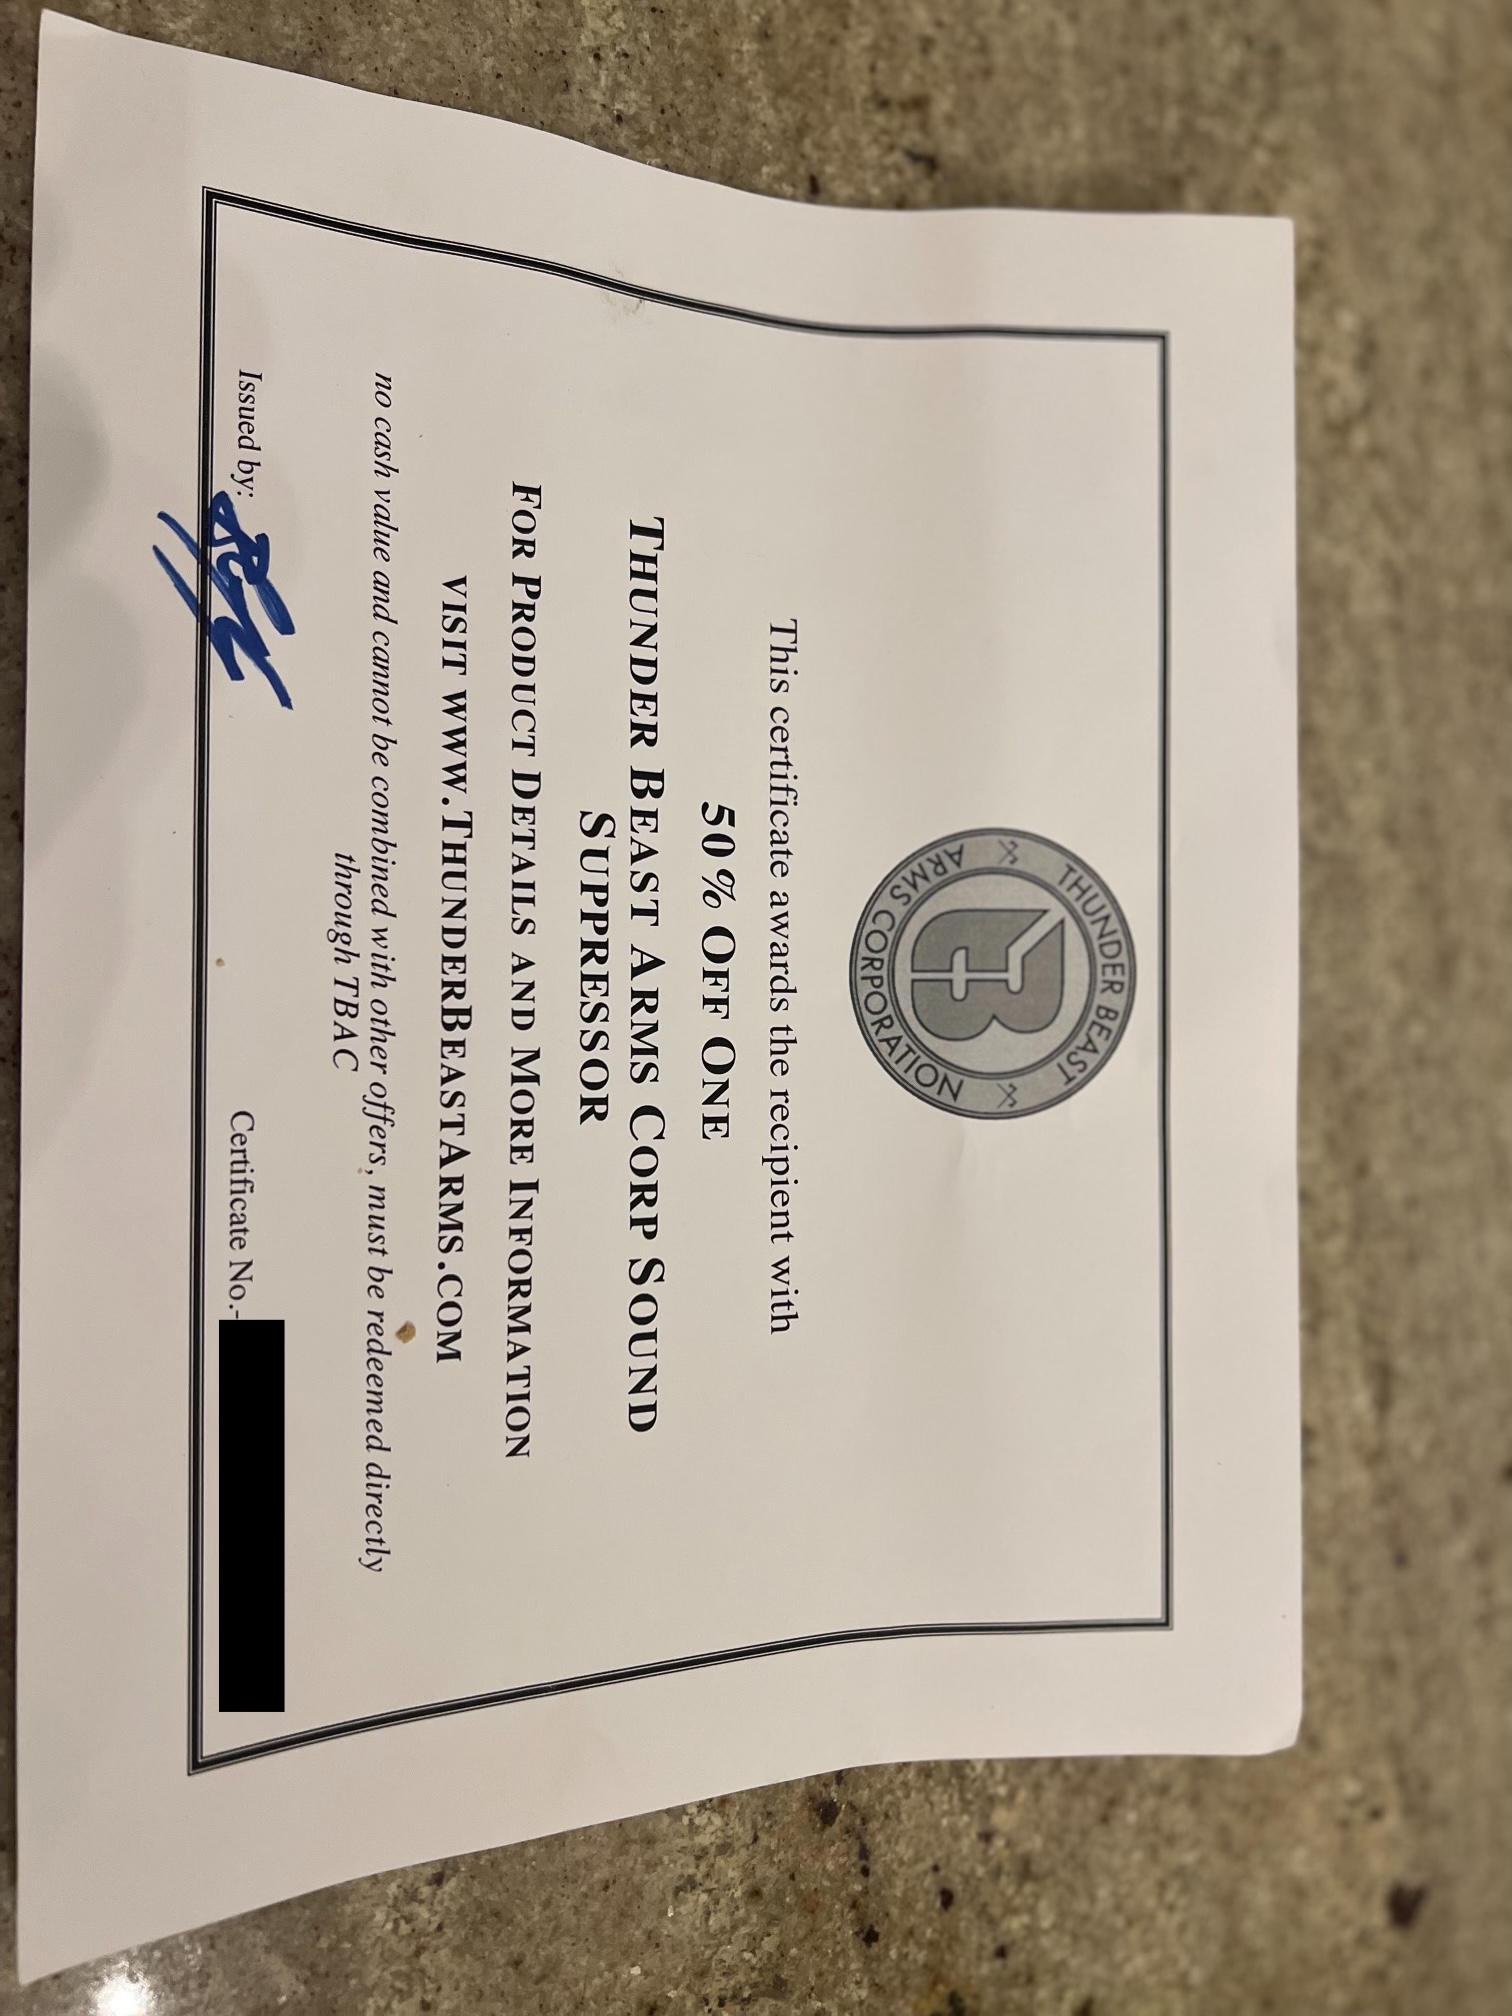 THUNDER BEAST
ARMS CORPORATION
This certificate awards the recipient with
50% OFF ONE
THUNDER BEAST ARMS CORP SOUND
SUPPRESSOR
FOR PRODUCT DETAILS AND MORE INFORMATION
VISIT WWW.THUNDERBEASTARMS.COM
no cash value and cannot be combined with other offers, must be redeemed directly
through TBAC
Issued by:
Certificate No.-